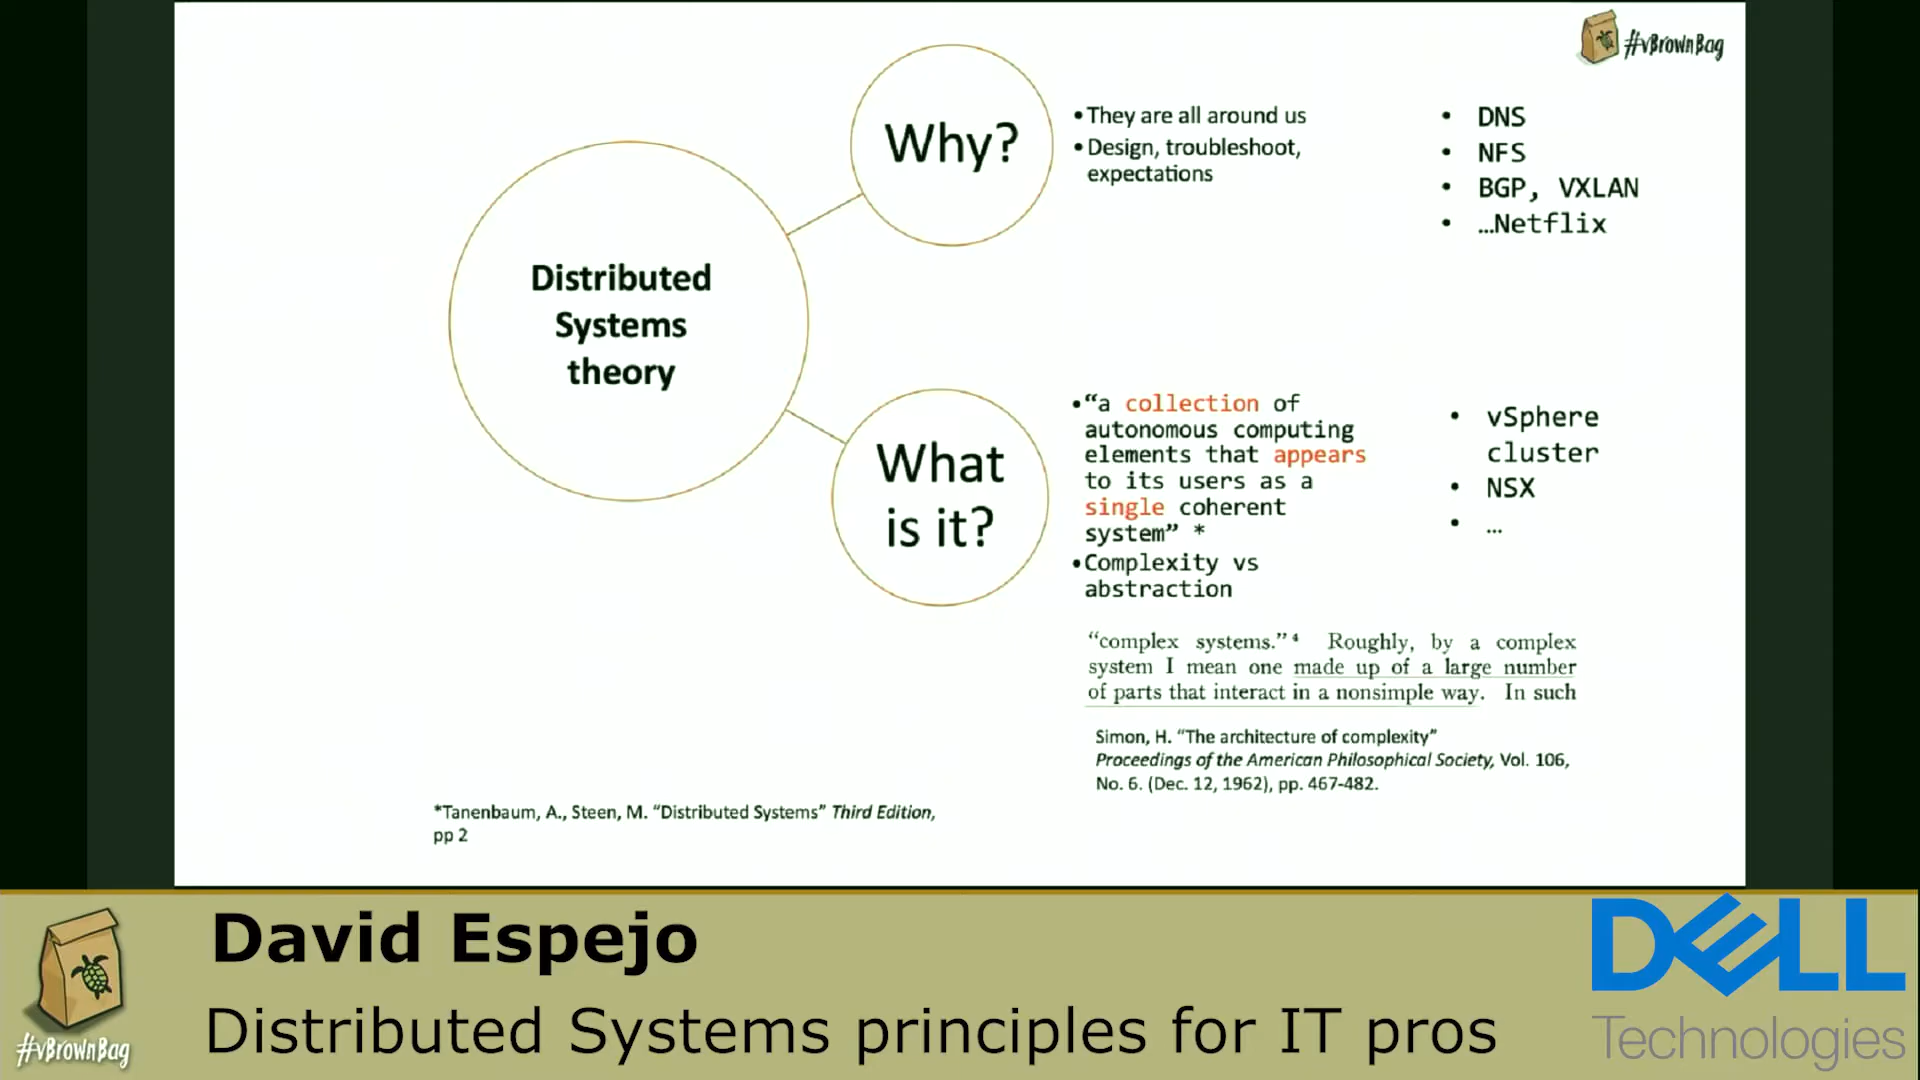 #vBrownBag
Why?
•They are all around us
•Design, troubleshoot,
expectations
• DNS
• NFS
• BGP, VXLAN
• …Netflix
Distributed
Systems
theory
What
is it?
•“a collection of
autonomous computing
elements that appears
to its users as a
single coherent
system” *
•Complexity vs
abstraction
• vSphere
cluster
• NSX
• …
“complex systems.”⁴ Roughly, by a complex
system I mean one made up of a large number
of parts that interact in a nonsimple way. In such
Simon, H. “The architecture of complexity”
Proceedings of the American Philosophical Society, Vol. 106,
No. 6. (Dec. 12, 1962), pp. 467-482.
*Tanenbaum, A., Steen, M. “Distributed Systems” Third Edition,
pp 2
David Espejo
Distributed Systems principles for IT pros
#vBrownBag
DELL
Technologies